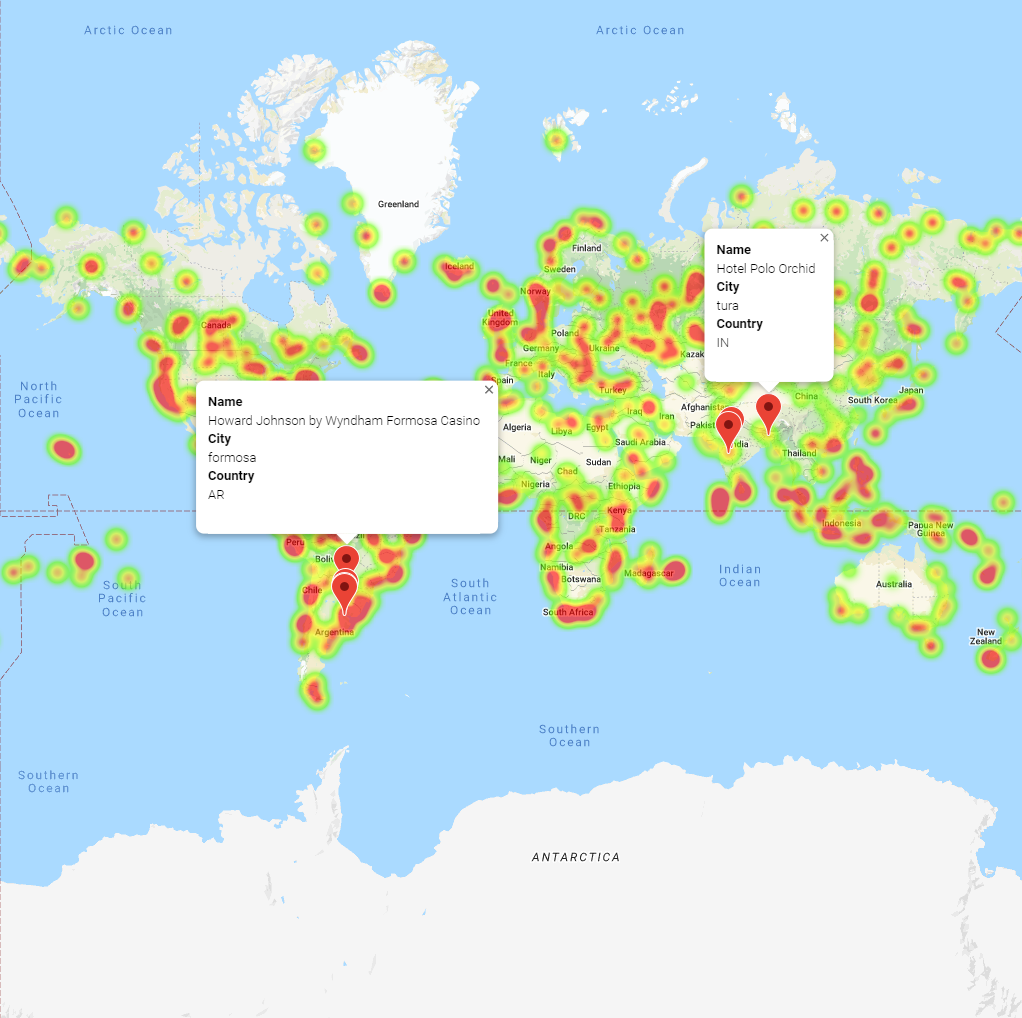 Arctic Ocean
Arctic Ocean
Greenland
Finland
Iceland
Sweden
Norway
United
Kingdom
Canada
Poland
Germany
Ukraine
France
Italy
Spain
Turkey
Name
Hotel Polo Orchid
City
tura
Country
IN
North
Pacific
Ocean
Name
Howard Johnson by Wyndham Formosa Casino
City
formosa
Country
AR
Afghanistan
China
Japan
South Korea
Iraq
Iran
Algeria
Libya
Egypt
Saudi Arabia
Thailand
Mali
Niger
Chad
Sudan
Nigeria
Ethiopia
DRC
Kenya
Tanzania
Indonesia
Papua New
Guinea
Peru
Angola
Namibia
Botswana
Madagascar
Indian
Ocean
Australia
Chile
South
Pacific
Ocean
South
Atlantic
Ocean
South Africa
Argentina
New
Zealand
Southern
Ocean
Southern
Ocean
ANTARCTICA